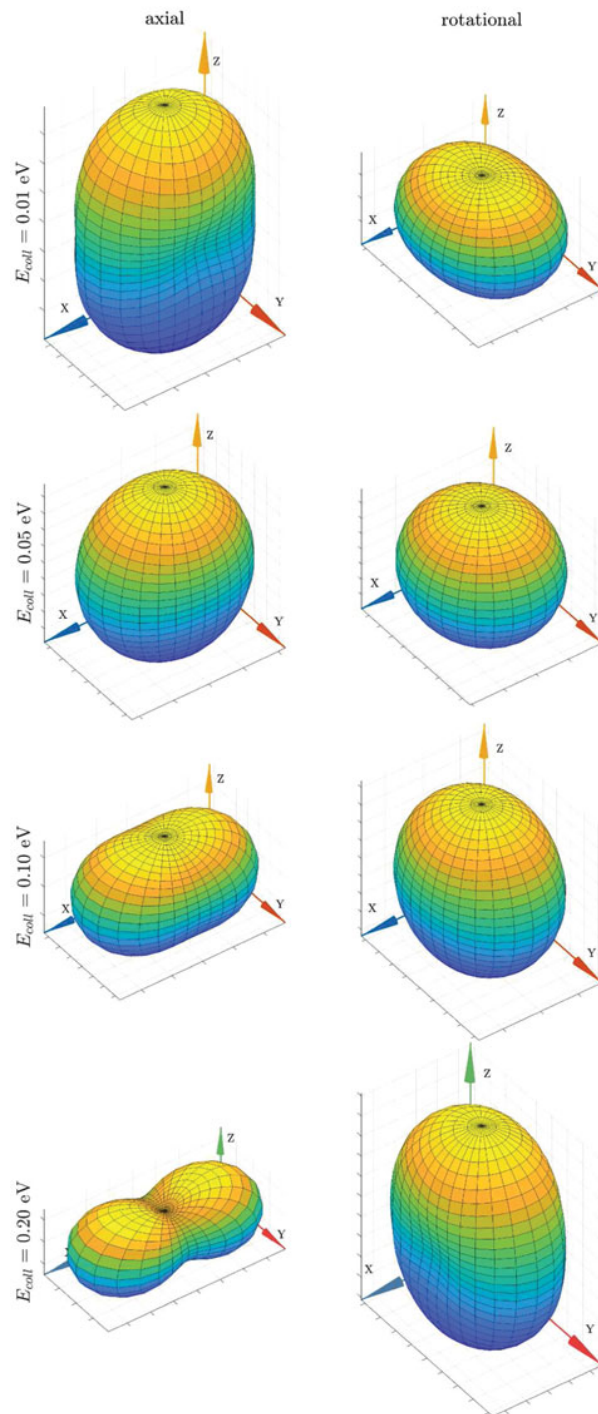 axial rotational
E_coll = 0.01 eV
Z
X
Y
Z
X
Y
E_coll = 0.05 eV
Z
X
Y
Z
X
Y
E_coll = 0.10 eV
Z
X
Y
Z
X
Y
E_coll = 0.20 eV
Z
Y
Z
X
Y